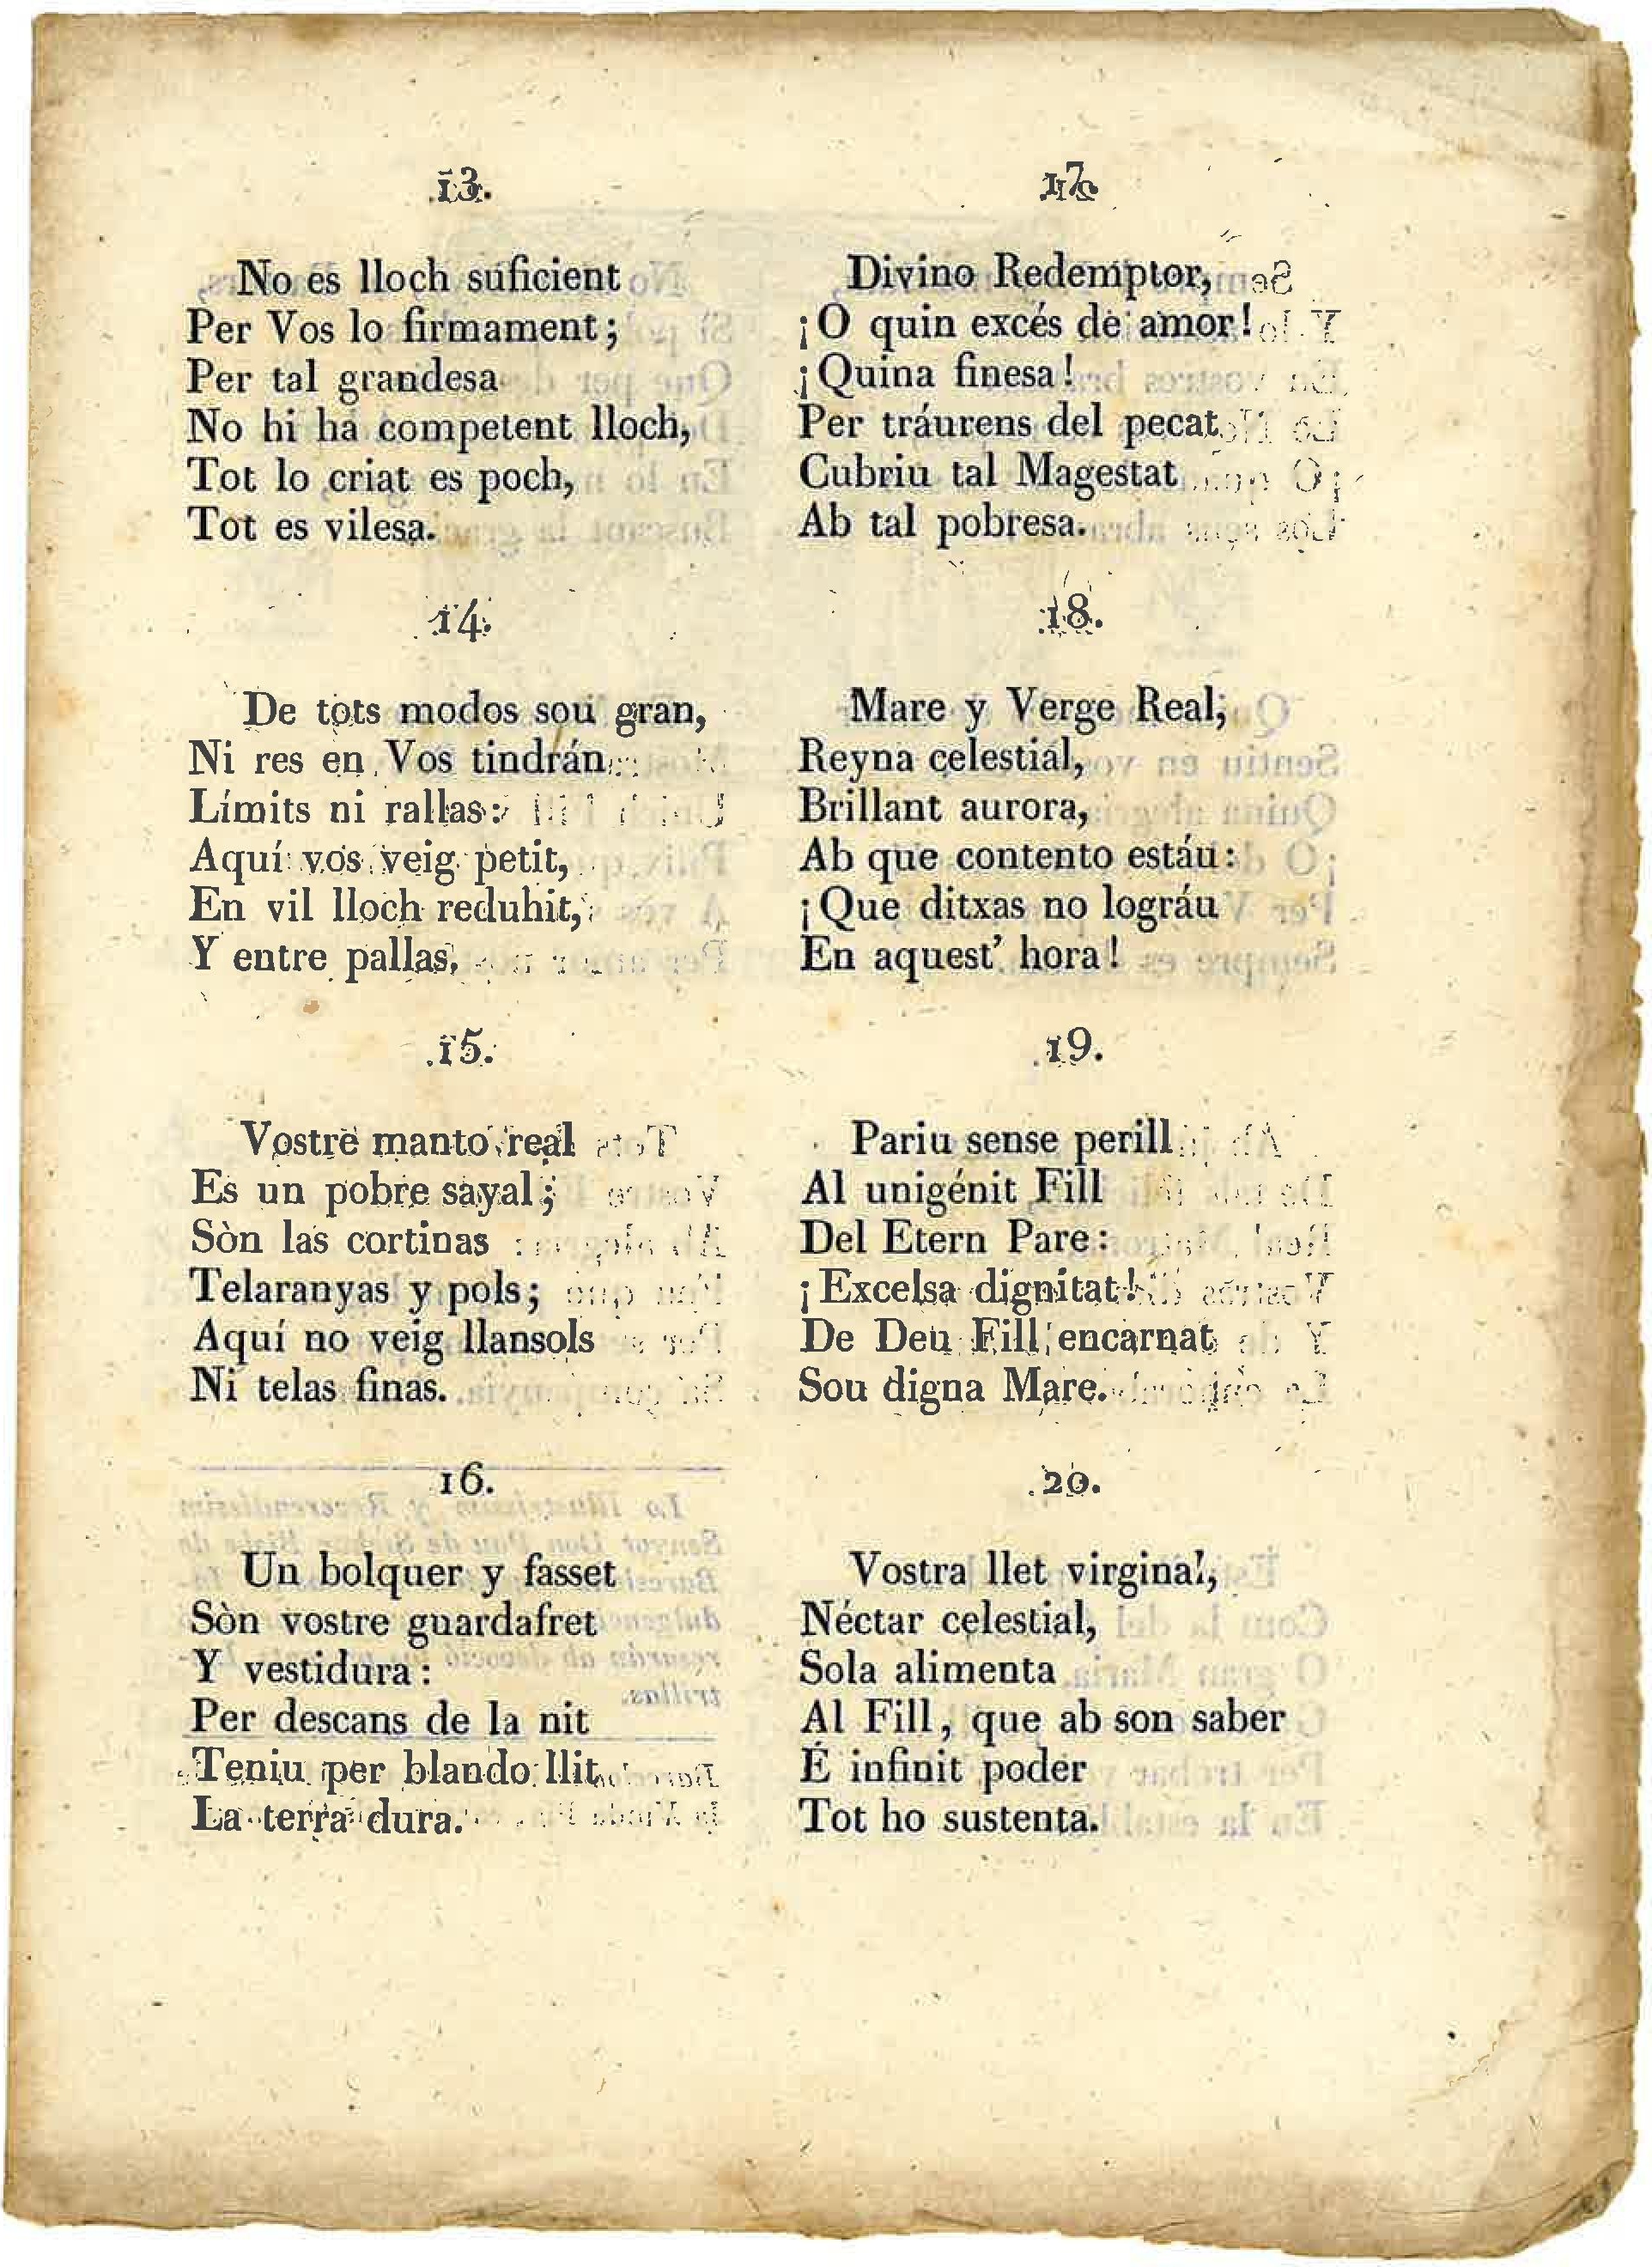 13.
No es lloch suficient
Per Vos lo firmament;
Per tal grandesa
No hi ha competent lloch,
Tot lo criat es poch,
Tot es vilesa.
14.
De tots modos sou gran,
Ni res en Vos tindrán
Límits ni rallas:
Aquí vos veig petit,
En vil lloch reduhit,
Y entre pallas.
15.
Vostre manto real
Es un pobre sayal;
Sòn las cortinas
Telaranyas y pols;
Aquí no veig llansols
Ni telas finas.
16.
Un bolquer y fasset
Sòn vostre guardafret
Y vestidura:
Per descans de la nit
Teniu per blando llit
La terra dura.
17.
Divino Redemptor,
¡O quin excés de amor!
¡Quina finesa!
Per tráurens del pecat
Cubriu tal Magestat
Ab tal pobresa.
18.
Mare y Verge Real,
Reyna celestial,
Brillant aurora,
Ab que contento estáu:
¡Que ditxas no lográu
En aquest' hora!
19.
Pariu sense perill
Al unigénit Fill
Del Etern Pare:
¡Excelsa dignitat!
De Deu Fill encarnat
Sou digna Mare.
20.
Vostra llet virginal,
Néctar celestial,
Sola alimenta
Al Fill, que ab son saber
É infinit poder
Tot ho sustenta.